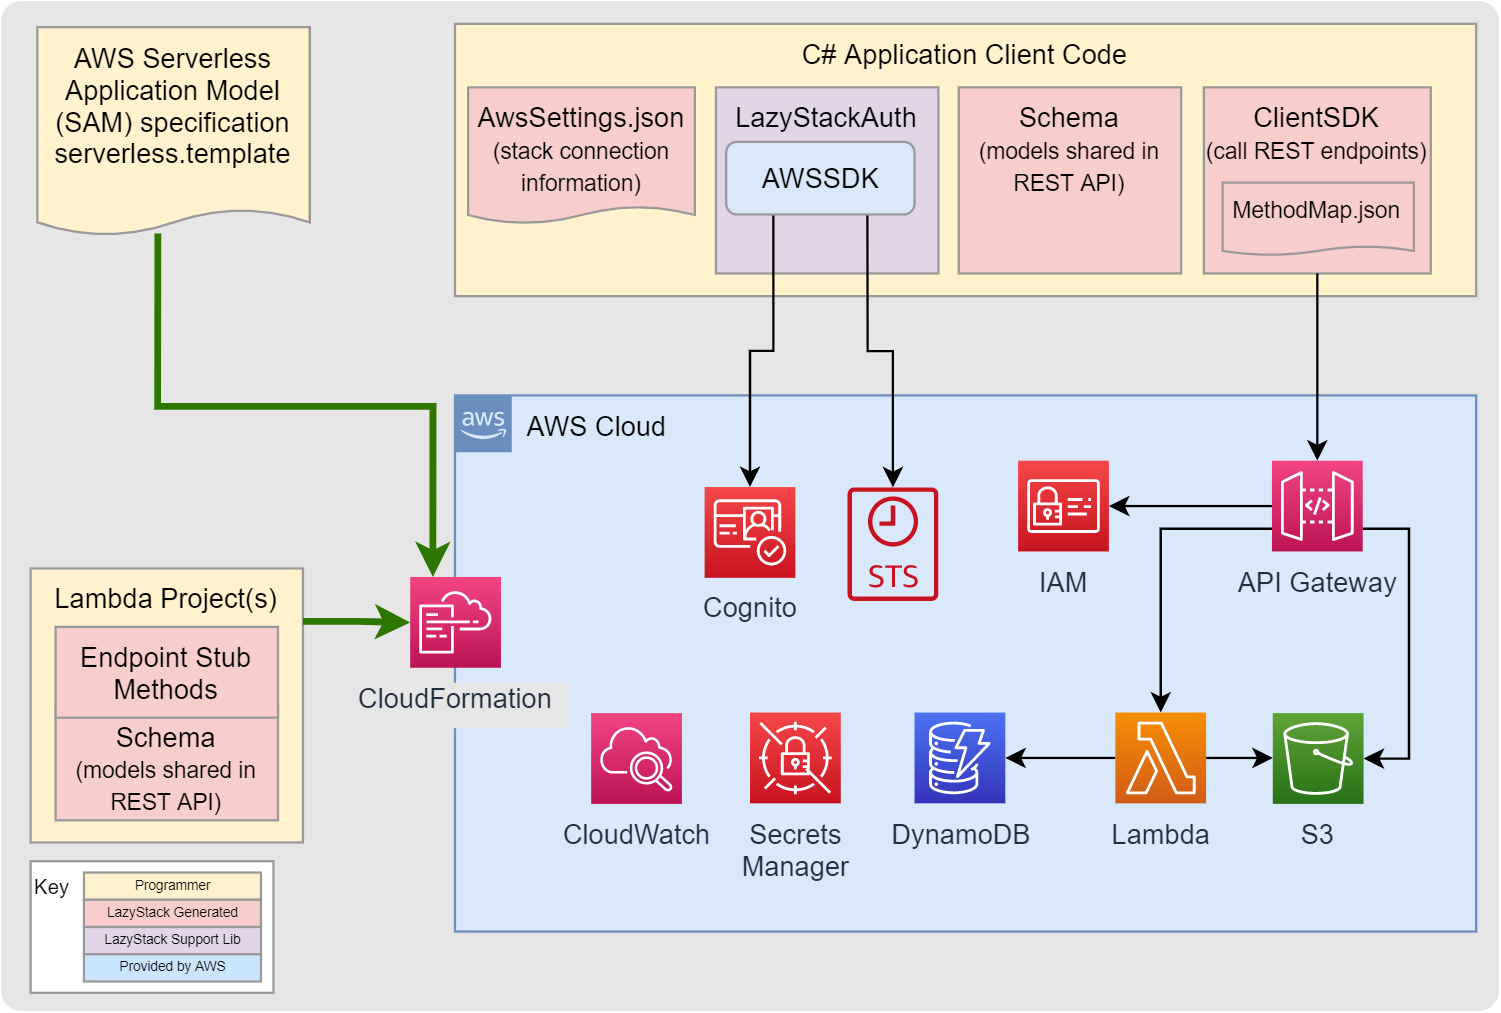 AWS Serverless
Application Model
(SAM) specification
serverless.template
C# Application Client Code
AwsSettings.json
(stack connection
information)
LazyStackAuth
AWSSDK
Schema
(models shared in
REST API)
ClientSDK
(call REST endpoints)
MethodMap.json
aws
AWS Cloud
Cognito
STS
IAM
API Gateway
Lambda Project(s)
Endpoint Stub
Methods
Schema
(models shared in
REST API)
CloudFormation
CloudWatch
Secrets
Manager
DynamoDB
Lambda
S3
Key
Programmer
LazyStack Generated
LazyStack Support Lib
Provided by AWS